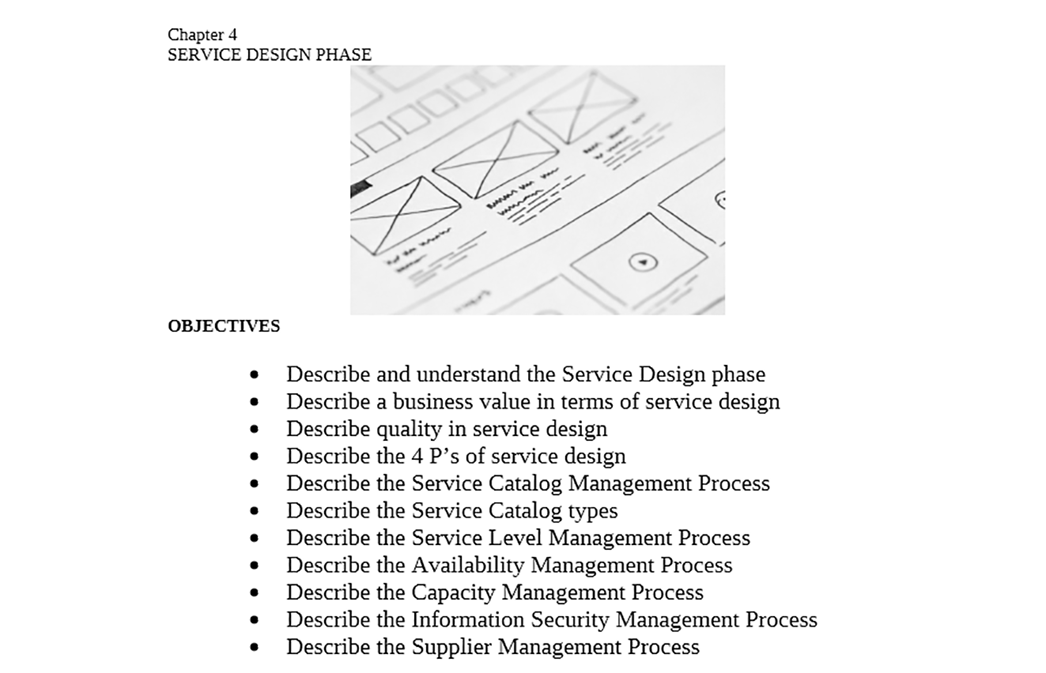 Chapter 4
SERVICE DESIGN PHASE
OBJECTIVES
• Describe and understand the Service Design phase
• Describe a business value in terms of service design
• Describe quality in service design
• Describe the 4 P’s of service design
• Describe the Service Catalog Management Process
• Describe the Service Catalog types
• Describe the Service Level Management Process
• Describe the Availability Management Process
• Describe the Capacity Management Process
• Describe the Information Security Management Process
• Describe the Supplier Management Process